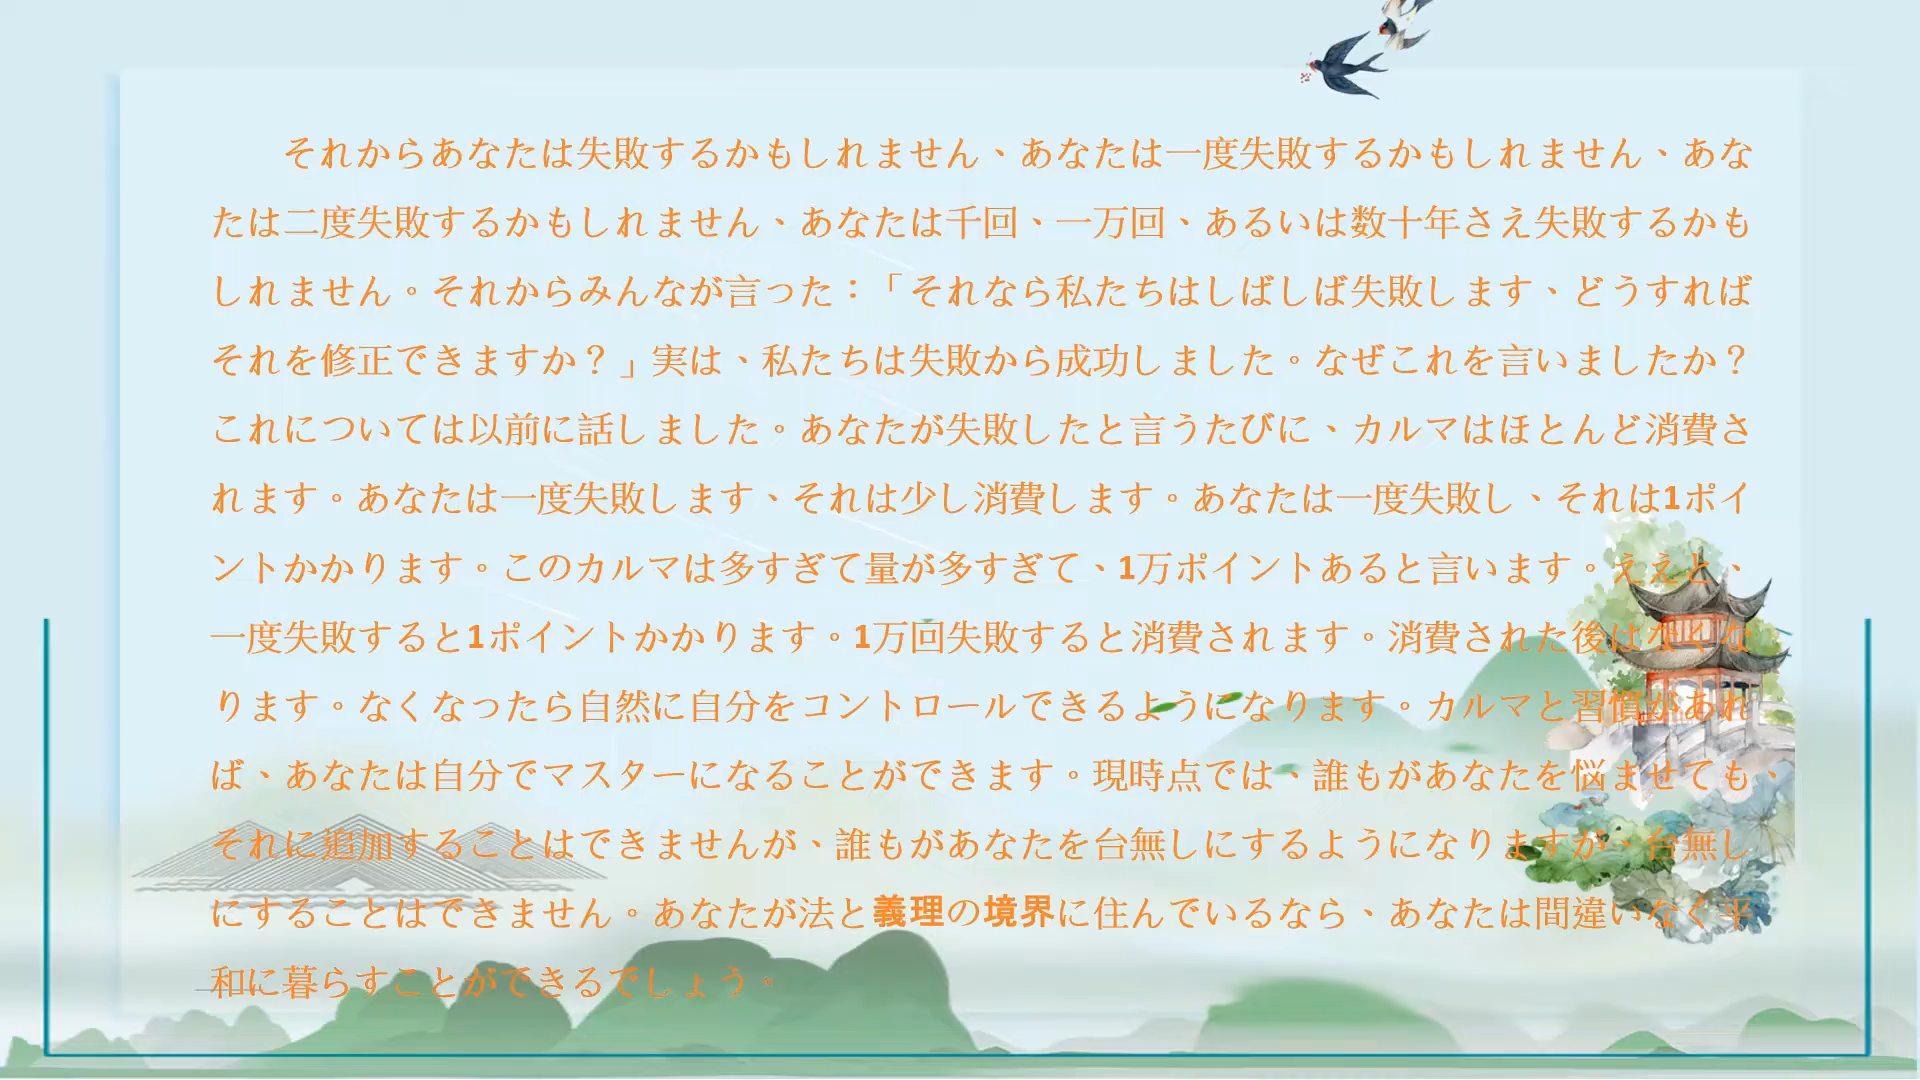 それからあなたは失敗するかもしれません、あなたは一度失敗するかもしれません、あな
たは二度失敗するかもしれません、あなたは千回、一万回、あるいは数十年さえ失敗するかも
しれません。それからみんなが言った：「それなら私たちはしばしば失敗します、どうすれば
それを修正できますか？」実は、私たちは失敗から成功しました。なぜこれを言いましたか？
これについては以前に話しました。あなたが失敗したと言うたびに、カルマはほとんど消費さ
れます。あなたは一度失敗します、それは少し消費します。あなたは一度失敗し、それは1ポイ
ントかかります。このカルマは多すぎて量が多すぎて、1万ポイントあると言います。ええと、
一度失敗すると1ポイントかかります。1万回失敗すると消費されます。消費された後はなくな
ります。なくなったら自然に自分をコントロールできるようになります。カルマと習慣があれ
ば、あなたは自分でマスターになることができます。現時点では、誰もがあなたを悩ませても、
それに追加することはできませんが、誰もがあなたを台無しにするようになりますが、台無し
にすることはできません。あなたが法と義理の境界に住んでいるなら、あなたは間違いなく平
和に暮らすことができるでしょう。